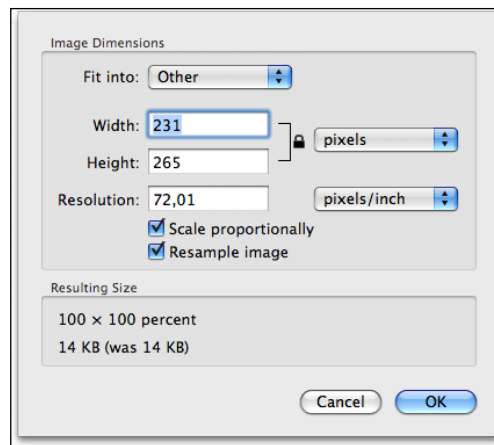 Image Dimensions
Fit into: Other
Width: 231
pixels
Height: 265
Resolution: 72,01 pixels/inch
Scale proportionally
Resample image
Resulting Size
100 × 100 percent
14 KB (was 14 KB)
Cancel OK